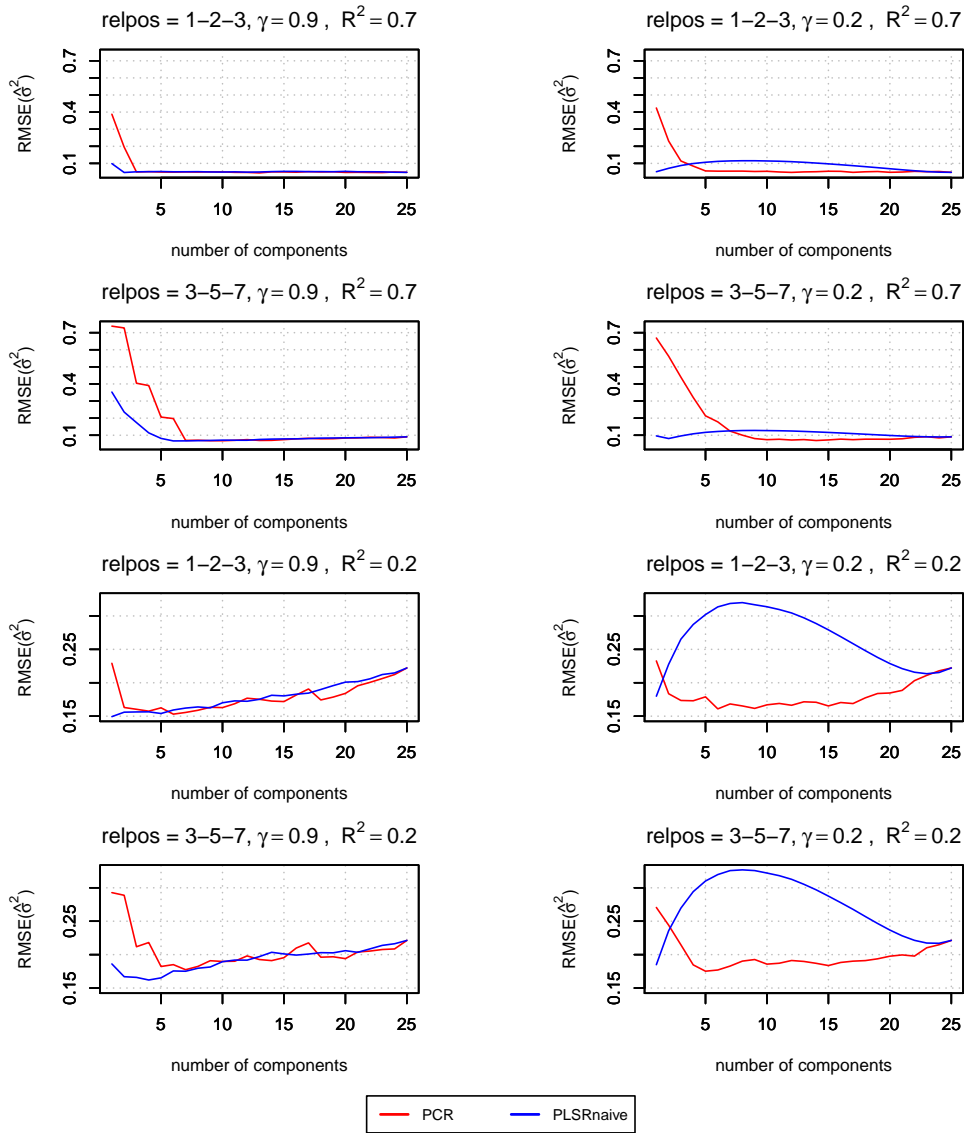 relpos = 1−2−3, γ = 0.9 , R² = 0.7
RMSE(σ̂²)
0.1 0.4 0.7
5 10 15 20 25
number of components
relpos = 1−2−3, γ = 0.2 , R² = 0.7
RMSE(σ̂²)
0.1 0.4 0.7
5 10 15 20 25
number of components
relpos = 3−5−7, γ = 0.9 , R² = 0.7
RMSE(σ̂²)
0.1 0.4 0.7
5 10 15 20 25
number of components
relpos = 3−5−7, γ = 0.2 , R² = 0.7
RMSE(σ̂²)
0.1 0.4 0.7
5 10 15 20 25
number of components
relpos = 1−2−3, γ = 0.9 , R² = 0.2
RMSE(σ̂²)
0.15 0.25
5 10 15 20 25
number of components
relpos = 1−2−3, γ = 0.2 , R² = 0.2
RMSE(σ̂²)
0.15 0.25
5 10 15 20 25
number of components
relpos = 3−5−7, γ = 0.9 , R² = 0.2
RMSE(σ̂²)
0.15 0.25
5 10 15 20 25
number of components
relpos = 3−5−7, γ = 0.2 , R² = 0.2
RMSE(σ̂²)
0.15 0.25
5 10 15 20 25
number of components
PCR PLSRnaive